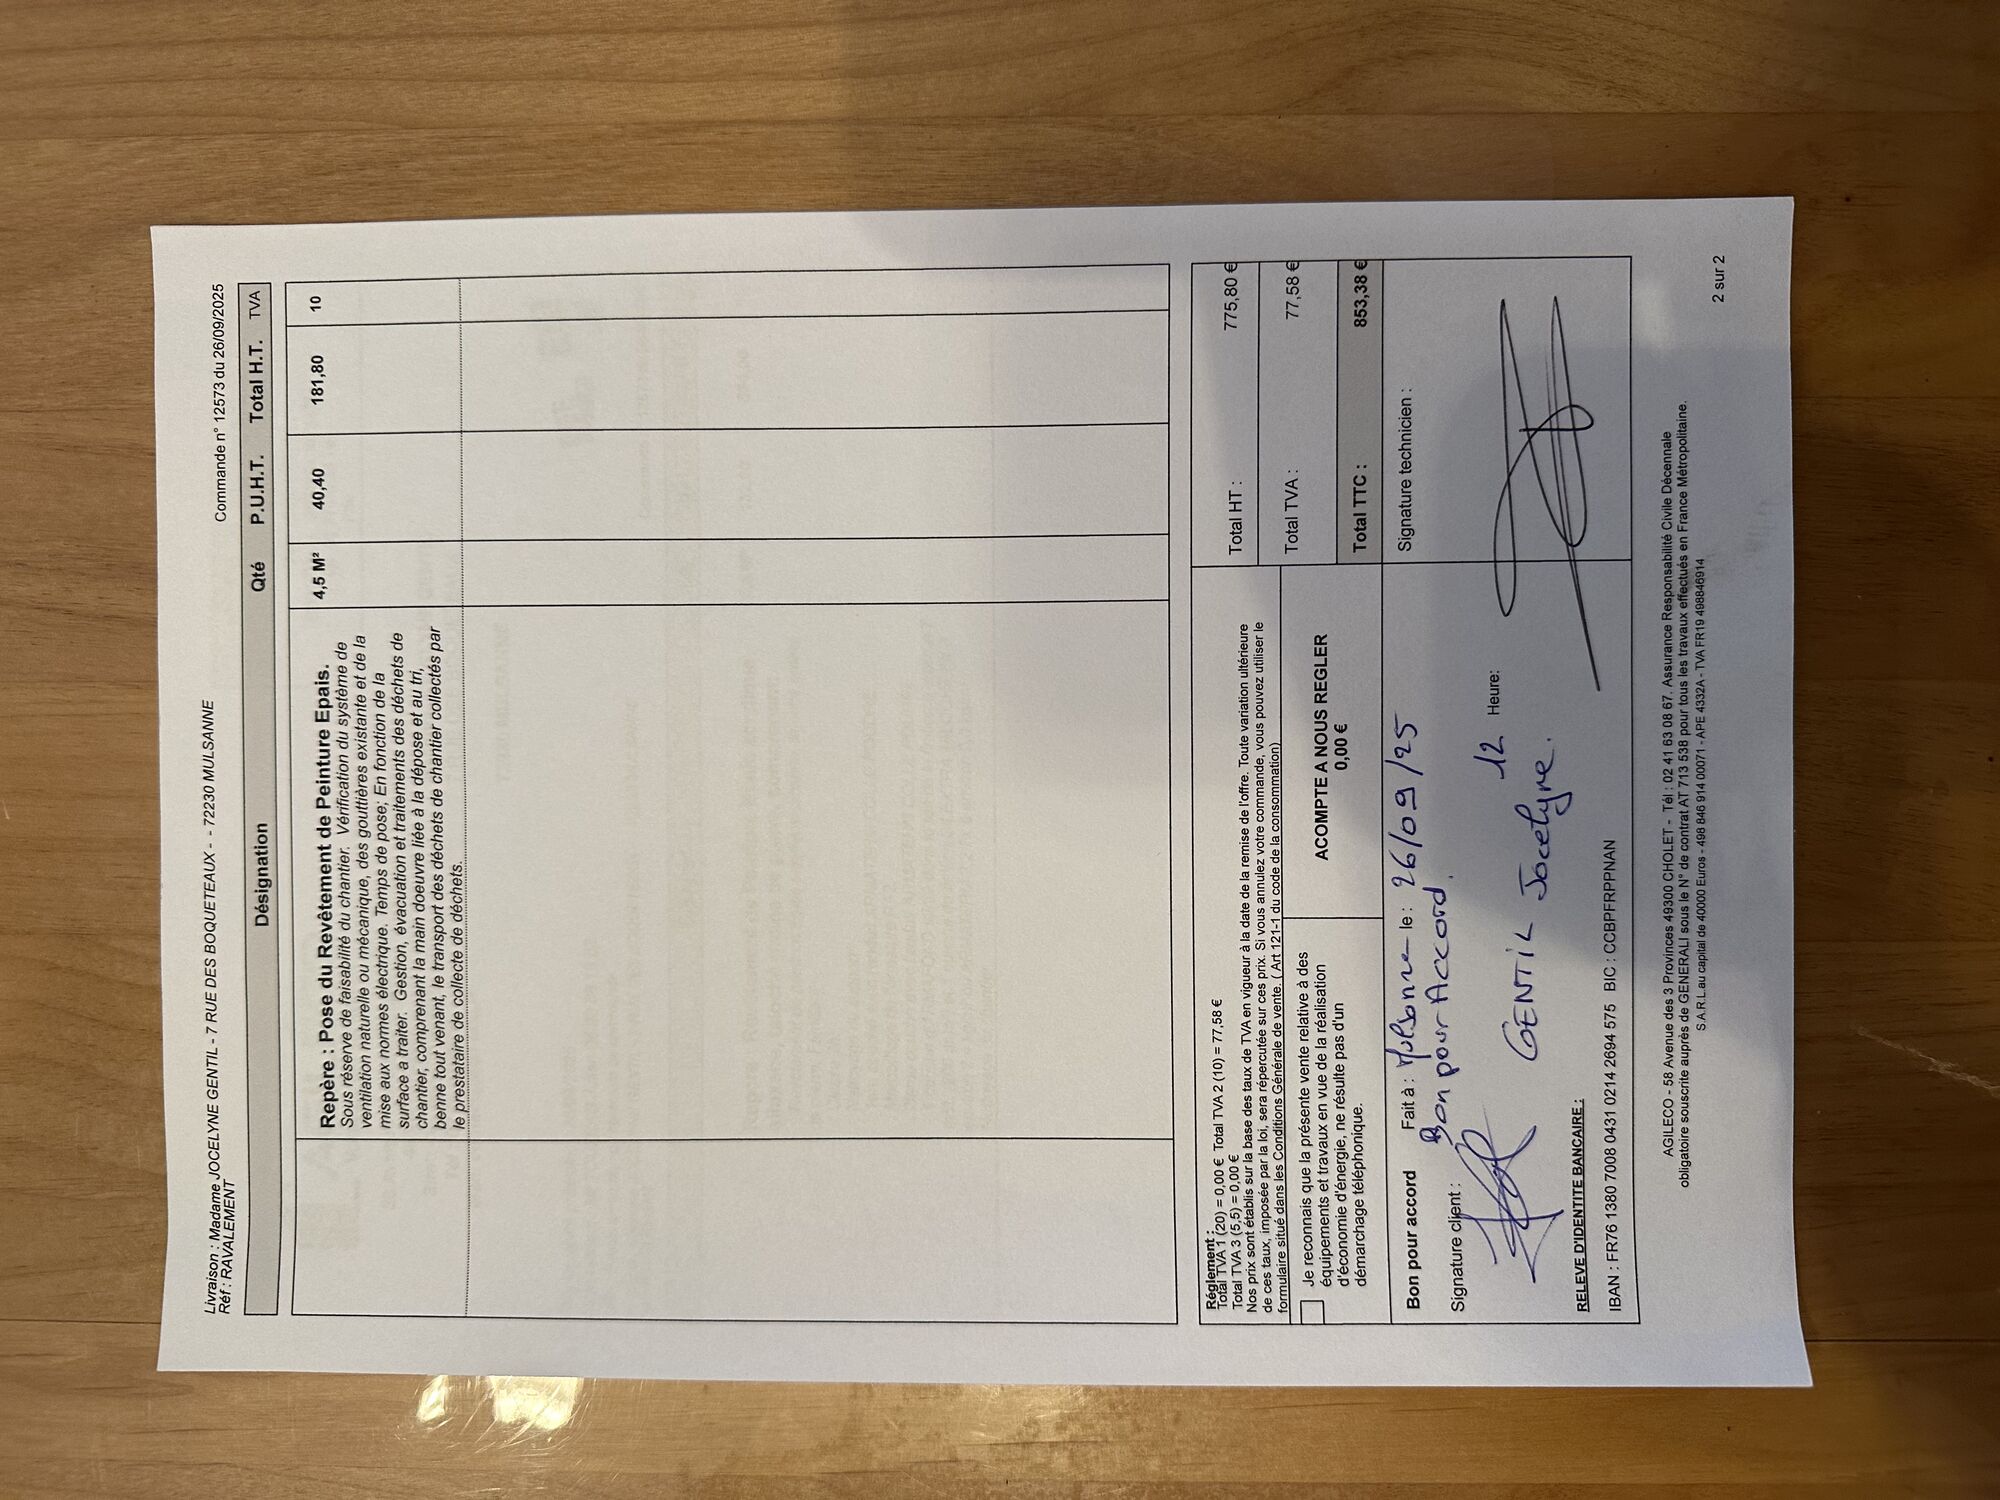 Livraison : Madame JOCELYNE GENTIL - 7 RUE DES BOQUETEAUX - - 72230 MULSANNE
Réf : RAVALEMENT
Commande n° 12573 du 26/09/2025
Désignation Qté P.U.H.T. Total H.T. TVA
Repère : Pose du Revêtement de Peinture Epais. 4,5 M² 40,40 181,80 10
Sous réserve de faisabilité du chantier. Vérification du système de
ventilation naturelle ou mécanique, des gouttières existante et de la
mise aux normes électrique. Temps de pose; En fonction de la
surface a traiter. Gestion, évacuation et traitements des déchets de
chantier, comprenant la main doeuvre liée à la dépose et au tri,
benne tout venant, le transport des déchets de chantier collectés par
le prestataire de collecte de déchets.
Réglement :
Total TVA 1 (20) = 0,00 € Total TVA 2 (10) = 77,58 €
Total TVA 3 (5,5) = 0,00 €
Nos prix sont établis sur la base des taux de TVA en vigueur à la date de la remise de l'offre. Toute variation ultérieure
de ces taux, imposée par la loi, sera répercutée sur ces prix. Si vous annulez votre commande, vous pouvez utiliser le
formulaire situé dans les Conditions Générale de vente. ( Art 121-1 du code de la consommation)
Total HT : 775,80 €
Total TVA : 77,58 €
Total TTC : 853,38 €
Je reconnais que la présente vente relative à des
équipements et travaux en vue de la réalisation
d'économie d'énergie, ne résulte pas d'un
démarchage téléphonique.
ACOMPTE A NOUS REGLER
0,00 €
Bon pour accord Fait à : Mulsanne le : 26/09/25
Bon pour Accord.
Signature client : 12 Heure:
GENTIL Jocelyne.
Signature technicien :
RELEVE D'IDENTITE BANCAIRE :
IBAN : FR76 1380 7008 0431 0214 2694 575 BIC : CCBPFRPPNAN
AGILECO - 58 Avenue des 3 Provinces 49300 CHOLET - Tél : 02 41 63 08 67. Assurance Responsabilité Civile Décennale
obligatoire souscrite auprès de GENERALI sous le N° de contrat AT 713 538 pour tous les travaux effectués en France Métropolitaine.
S.A.R.L.au capital de 40000 Euros - 498 846 914 00071 - APE 4332A - TVA FR19 498846914
2 sur 2